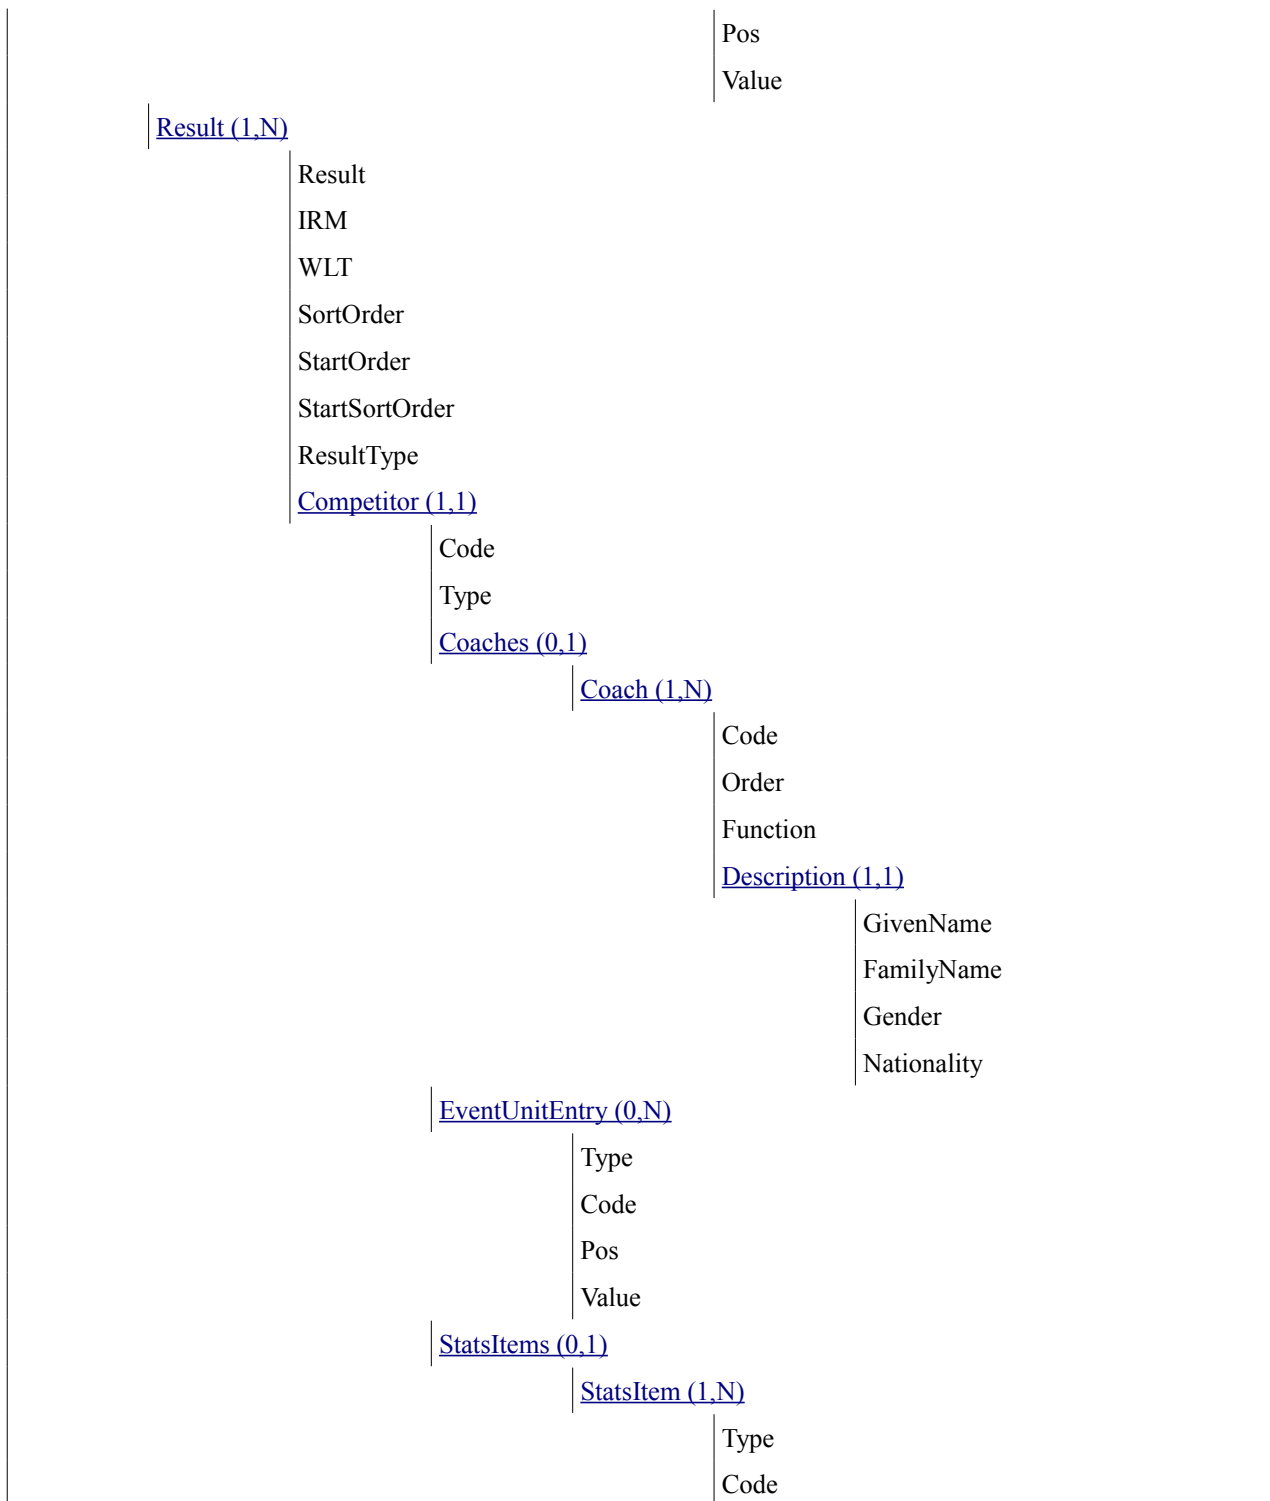 Pos
Value
Result (1,N)
Result
IRM
WLT
SortOrder
StartOrder
StartSortOrder
ResultType
Competitor (1,1)
Code
Type
Coaches (0,1)
Coach (1,N)
Code
Order
Function
Description (1,1)
GivenName
FamilyName
Gender
Nationality
EventUnitEntry (0,N)
Type
Code
Pos
Value
StatsItems (0,1)
StatsItem (1,N)
Type
Code